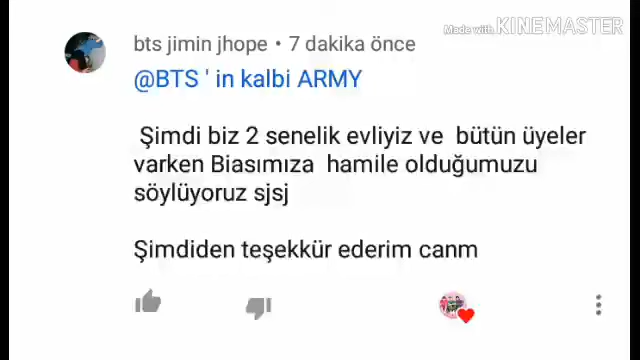 Made with KINEMASTER
bts jimin jhope • 7 dakika önce
@BTS ' in kalbi ARMY
Şimdi biz 2 senelik evliyiz ve bütün üyeler
varken Biasımıza hamile olduğumuzu
söylüyoruz sjsj
Şimdiden teşekkür ederim canm